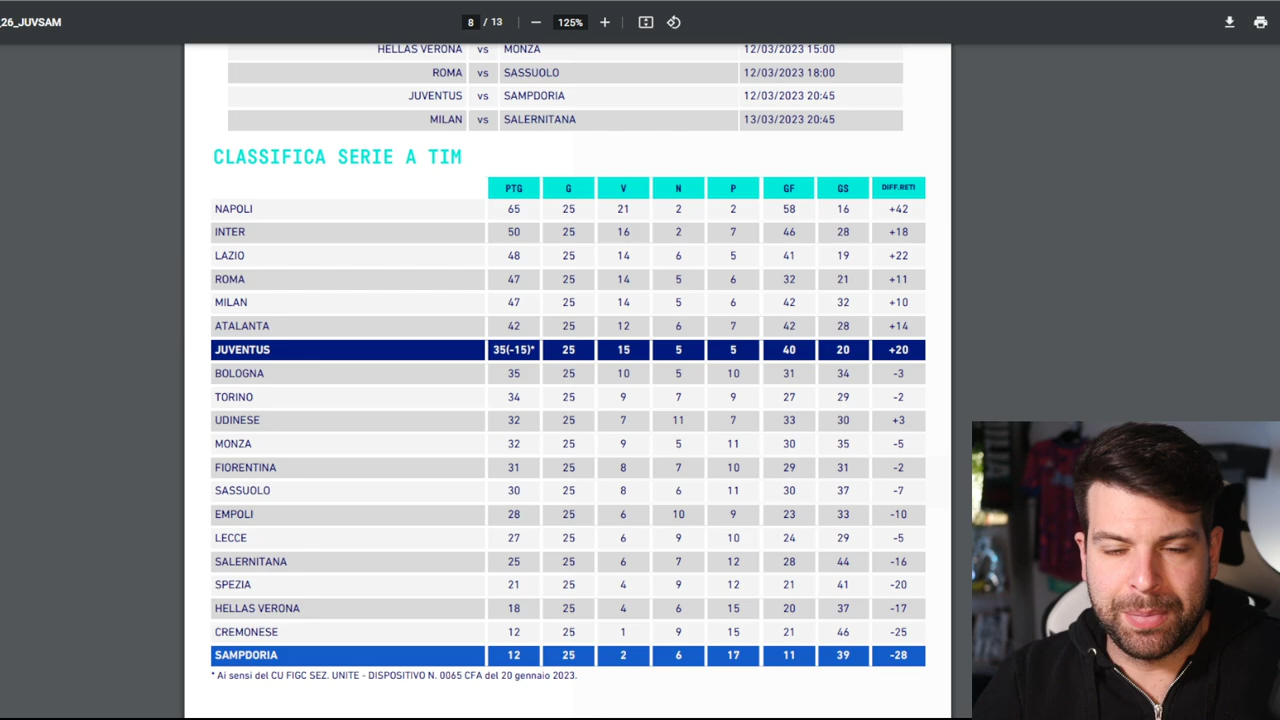 _26_JUVSAM 8 / 13 125%
HELLAS VERONA vs MONZA 12/03/2023 15:00
ROMA vs SASSUOLO 12/03/2023 18:00
JUVENTUS vs SAMPDORIA 12/03/2023 20:45
MILAN vs SALERNITANA 13/03/2023 20:45
CLASSIFICA SERIE A TIM
PTG G V N P GF GS DIFF.RETI
NAPOLI 65 25 21 2 2 58 16 +42
INTER 50 25 16 2 7 46 28 +18
LAZIO 48 25 14 6 5 41 19 +22
ROMA 47 25 14 5 6 32 21 +11
MILAN 47 25 14 5 6 42 32 +10
ATALANTA 42 25 12 6 7 42 28 +14
JUVENTUS 35(-15)* 25 15 5 5 40 20 +20
BOLOGNA 35 25 10 5 10 31 34 -3
TORINO 34 25 9 7 9 27 29 -2
UDINESE 32 25 7 11 7 33 30 +3
MONZA 32 25 9 5 11 30 35 -5
FIORENTINA 31 25 8 7 10 29 31 -2
SASSUOLO 30 25 8 6 11 30 37 -7
EMPOLI 28 25 6 10 9 23 33 -10
LECCE 27 25 6 9 10 24 29 -5
SALERNITANA 25 25 6 7 12 28 44 -16
SPEZIA 21 25 4 9 12 21 41 -20
HELLAS VERONA 18 25 4 6 15 20 37 -17
CREMONESE 12 25 1 9 15 21 46 -25
SAMPDORIA 12 25 2 6 17 11 39 -28
* Ai sensi del CU FIGC SEZ. UNITE - DISPOSITIVO N. 0065 CFA del 20 gennaio 2023.